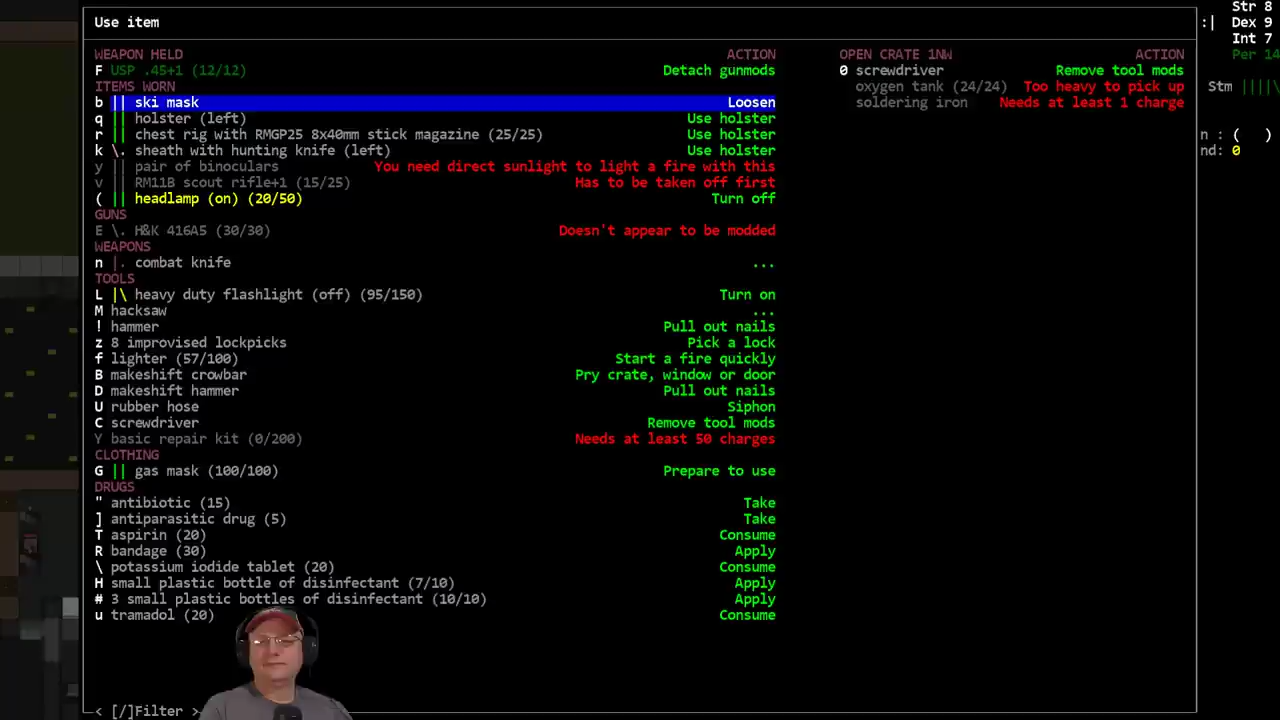 Use item
Str 8
:| Dex 9
Int 7
Per 14
WEAPON HELD ACTION
F USP .45+1 (12/12) Detach gunmods
ITEMS WORN
b || ski mask Loosen
q || holster (left) Use holster
r || chest rig with RMGP25 8x40mm stick magazine (25/25) Use holster
k \. sheath with hunting knife (left) Use holster
y || pair of binoculars You need direct sunlight to light a fire with this
v || RM11B scout rifle+1 (15/25) Has to be taken off first
( || headlamp (on) (20/50) Turn off
GUNS
E \. H&K 416A5 (30/30) Doesn't appear to be modded
WEAPONS
n |. combat knife ...
TOOLS
L |\ heavy duty flashlight (off) (95/150) Turn on
M hacksaw ...
! hammer Pull out nails
z 8 improvised lockpicks Pick a lock
f lighter (57/100) Start a fire quickly
B makeshift crowbar Pry crate, window or door
D makeshift hammer Pull out nails
U rubber hose Siphon
C screwdriver Remove tool mods
Y basic repair kit (0/200) Needs at least 50 charges
CLOTHING
G || gas mask (100/100) Prepare to use
DRUGS
" antibiotic (15) Take
] antiparasitic drug (5) Take
T aspirin (20) Consume
R bandage (30) Apply
\ potassium iodide tablet (20) Consume
H small plastic bottle of disinfectant (7/10) Apply
# 3 small plastic bottles of disinfectant (10/10) Apply
u tramadol (20) Consume
< [/]Filter >
OPEN CRATE 1NW ACTION
0 screwdriver Remove tool mods
oxygen tank (24/24) Too heavy to pick up
soldering iron Needs at least 1 charge
Stm ||||\
n : ( )
nd: 0